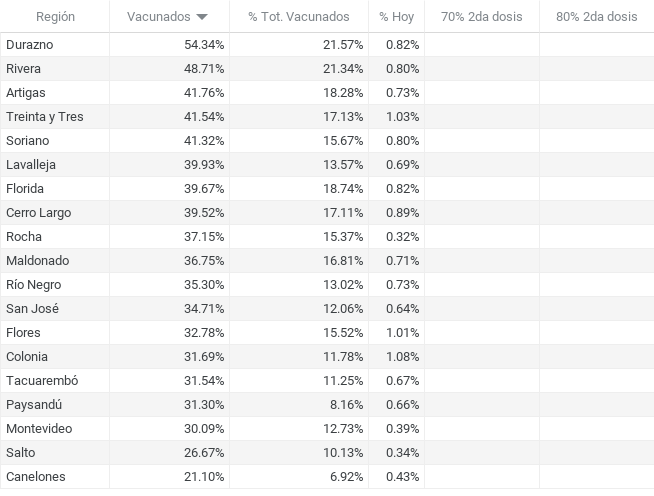 Región Vacunados % Tot. Vacunados % Hoy 70% 2da dosis 80% 2da dosis
Durazno 54.34% 21.57% 0.82%
Rivera 48.71% 21.34% 0.80%
Artigas 41.76% 18.28% 0.73%
Treinta y Tres 41.54% 17.13% 1.03%
Soriano 41.32% 15.67% 0.80%
Lavalleja 39.93% 13.57% 0.69%
Florida 39.67% 18.74% 0.82%
Cerro Largo 39.52% 17.11% 0.89%
Rocha 37.15% 15.37% 0.32%
Maldonado 36.75% 16.81% 0.71%
Río Negro 35.30% 13.02% 0.73%
San José 34.71% 12.06% 0.64%
Flores 32.78% 15.52% 1.01%
Colonia 31.69% 11.78% 1.08%
Tacuarembó 31.54% 11.25% 0.67%
Paysandú 31.30% 8.16% 0.66%
Montevideo 30.09% 12.73% 0.39%
Salto 26.67% 10.13% 0.34%
Canelones 21.10% 6.92% 0.43%